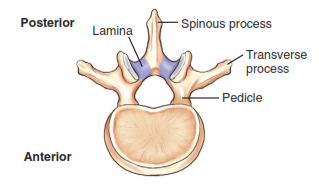 Posterior
Lamina
Spinous process
Transverse
process
Pedicle
Anterior